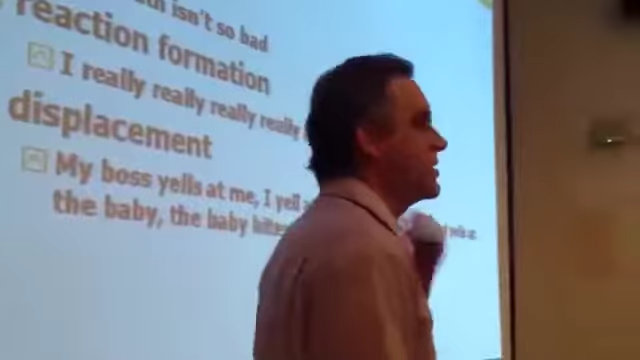 isn't so bad
reaction formation
I really really really really
displacement
My boss yells at me, I yell
the baby, the baby bites